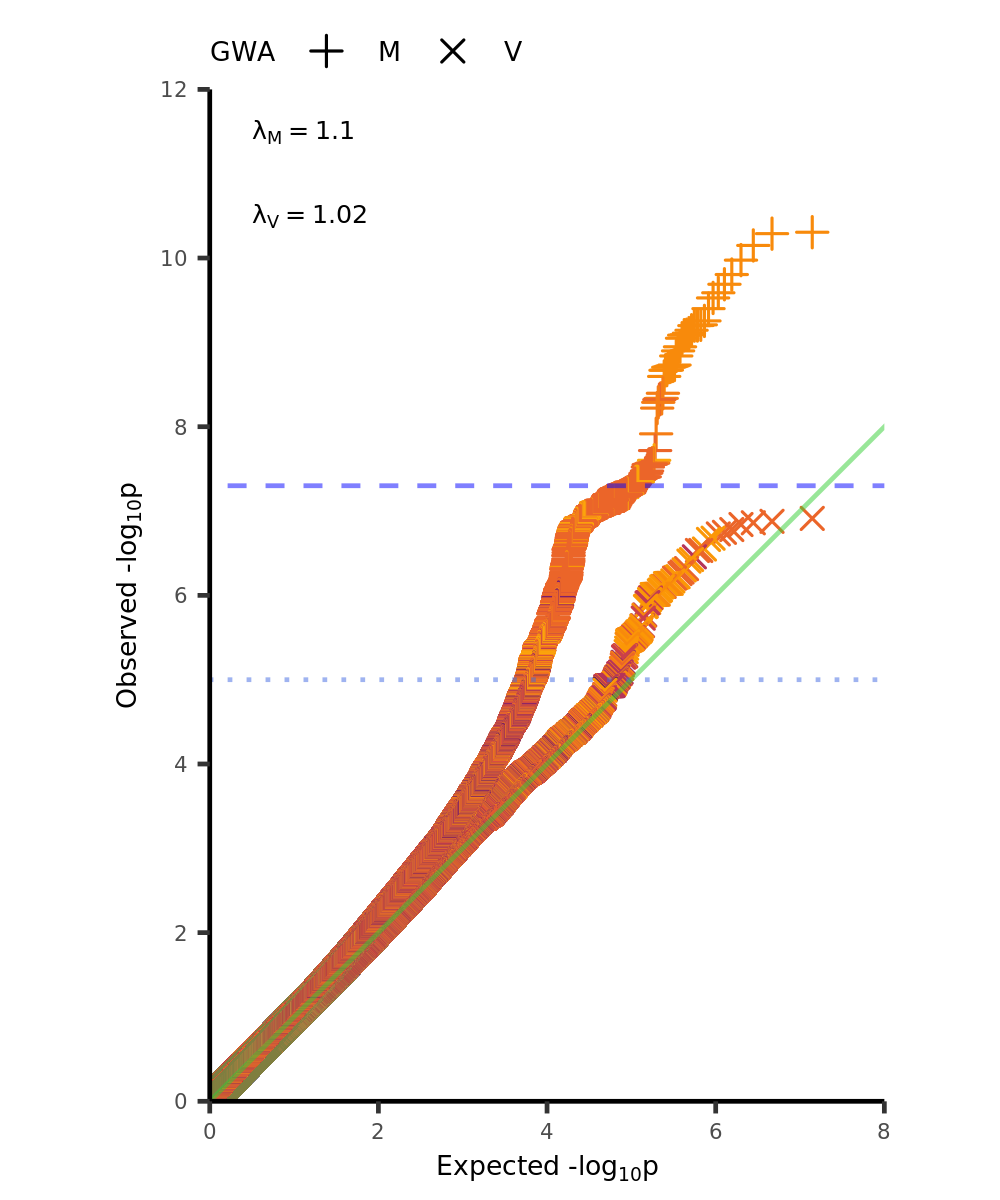 GWA M V
12
λM = 1.1
λV = 1.02
10
8
6
4
2
0
Observed -log10p
0 2 4 6 8
Expected -log10p